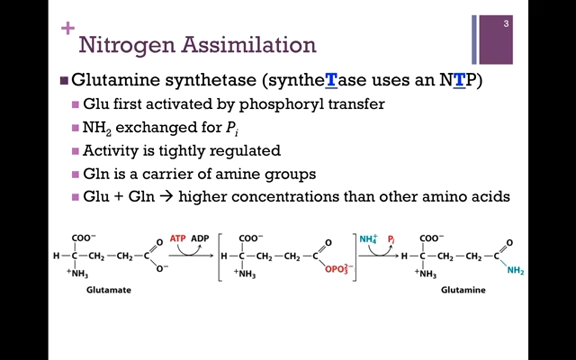 3
+
Nitrogen Assimilation
Glutamine synthetase (syntheTase uses an NTP)
Glu first activated by phosphoryl transfer
NH₂ exchanged for Pᵢ
Activity is tightly regulated
Gln is a carrier of amine groups
Glu + Gln → higher concentrations than other amino acids
COO⁻ O ATP ADP COO⁻ O NH₄⁺ Pᵢ COO⁻ O
H—C—CH₂—CH₂—C H—C—CH₂—CH₂—C H—C—CH₂—CH₂—C
⁺NH₃ O⁻ ⁺NH₃ OPO₃²⁻ ⁺NH₃ NH₂
Glutamate Glutamine